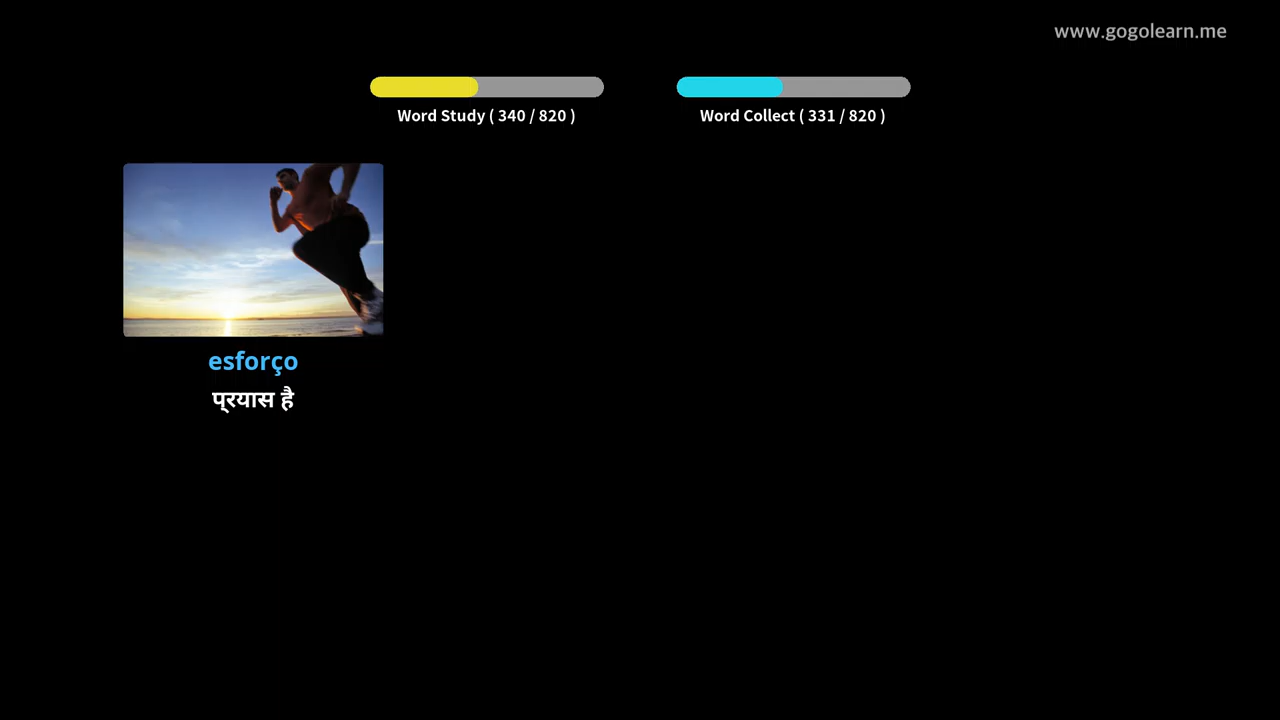 www.gogolearn.me
Word Study ( 340 / 820 )
Word Collect ( 331 / 820 )
esforço
प्रयास है